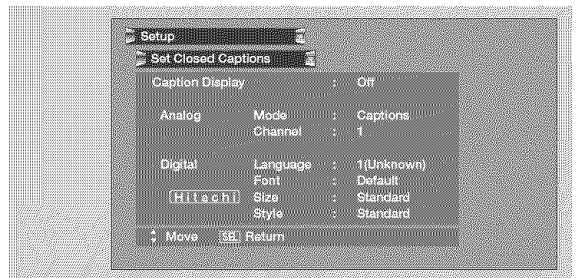 Setup
Set Closed Captions
Caption Display : Off
Analog Mode : Captions
Channel : 1
Digital Language : 1(Unknown)
Font : Default
Hitachi Size : Standard
Style : Standard
Move SEL Return